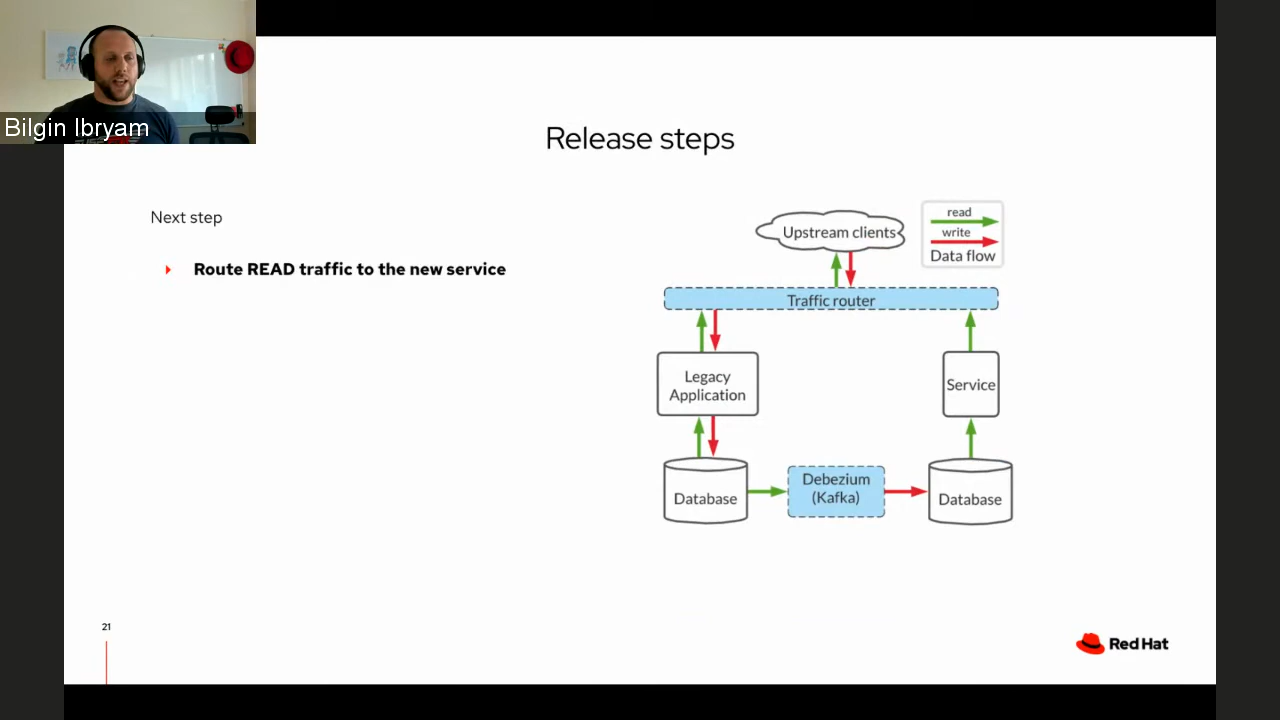 Bilgin Ibryam
Release steps
Next step
Route READ traffic to the new service
Upstream clients
read
write
Data flow
Traffic router
Legacy
Application
Service
Database
Debezium
(Kafka)
Database
21
Red Hat